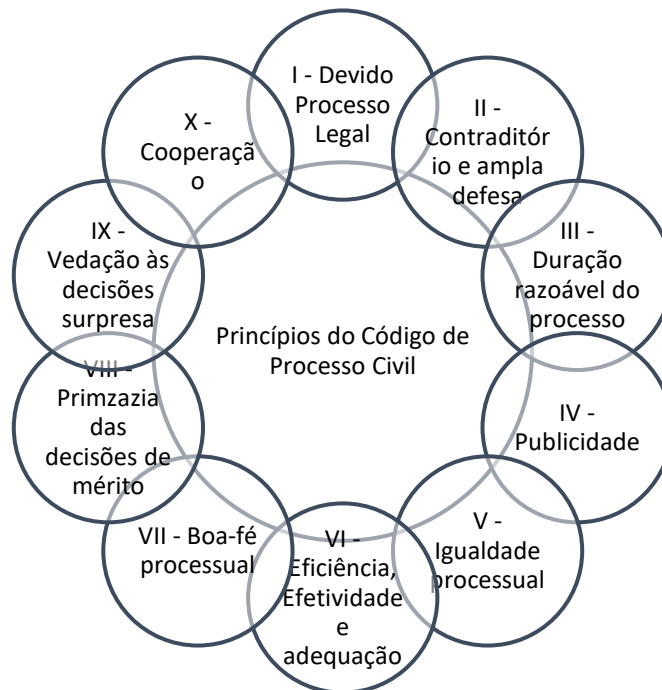 I - Devido
Processo
Legal
II -
Contraditór
io e ampla
defesa
III -
Duração
razoável do
processo
IV -
Publicidade
V -
Igualdade
processual
VI -
Eficiência,
Efetividade
e
adequação
VII - Boa-fé
processual
VIII -
Primzazia
das
decisões de
mérito
IX -
Vedação às
decisões
surpresa
X -
Cooperaçã
o
Princípios do Código de
Processo Civil